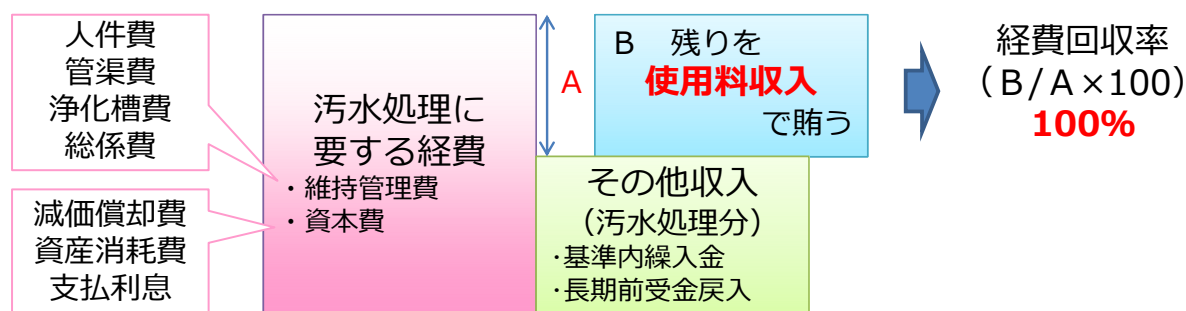 人件費
管渠費
浄化槽費
総係費
減価償却費
資産消耗費
支払利息
汚水処理に
要する経費
・維持管理費
・資本費
A
B　残りを
使用料収入
で賄う
その他収入
（汚水処理分）
･基準内繰入金
･長期前受金戻入
経費回収率
（B/A×100）
100%